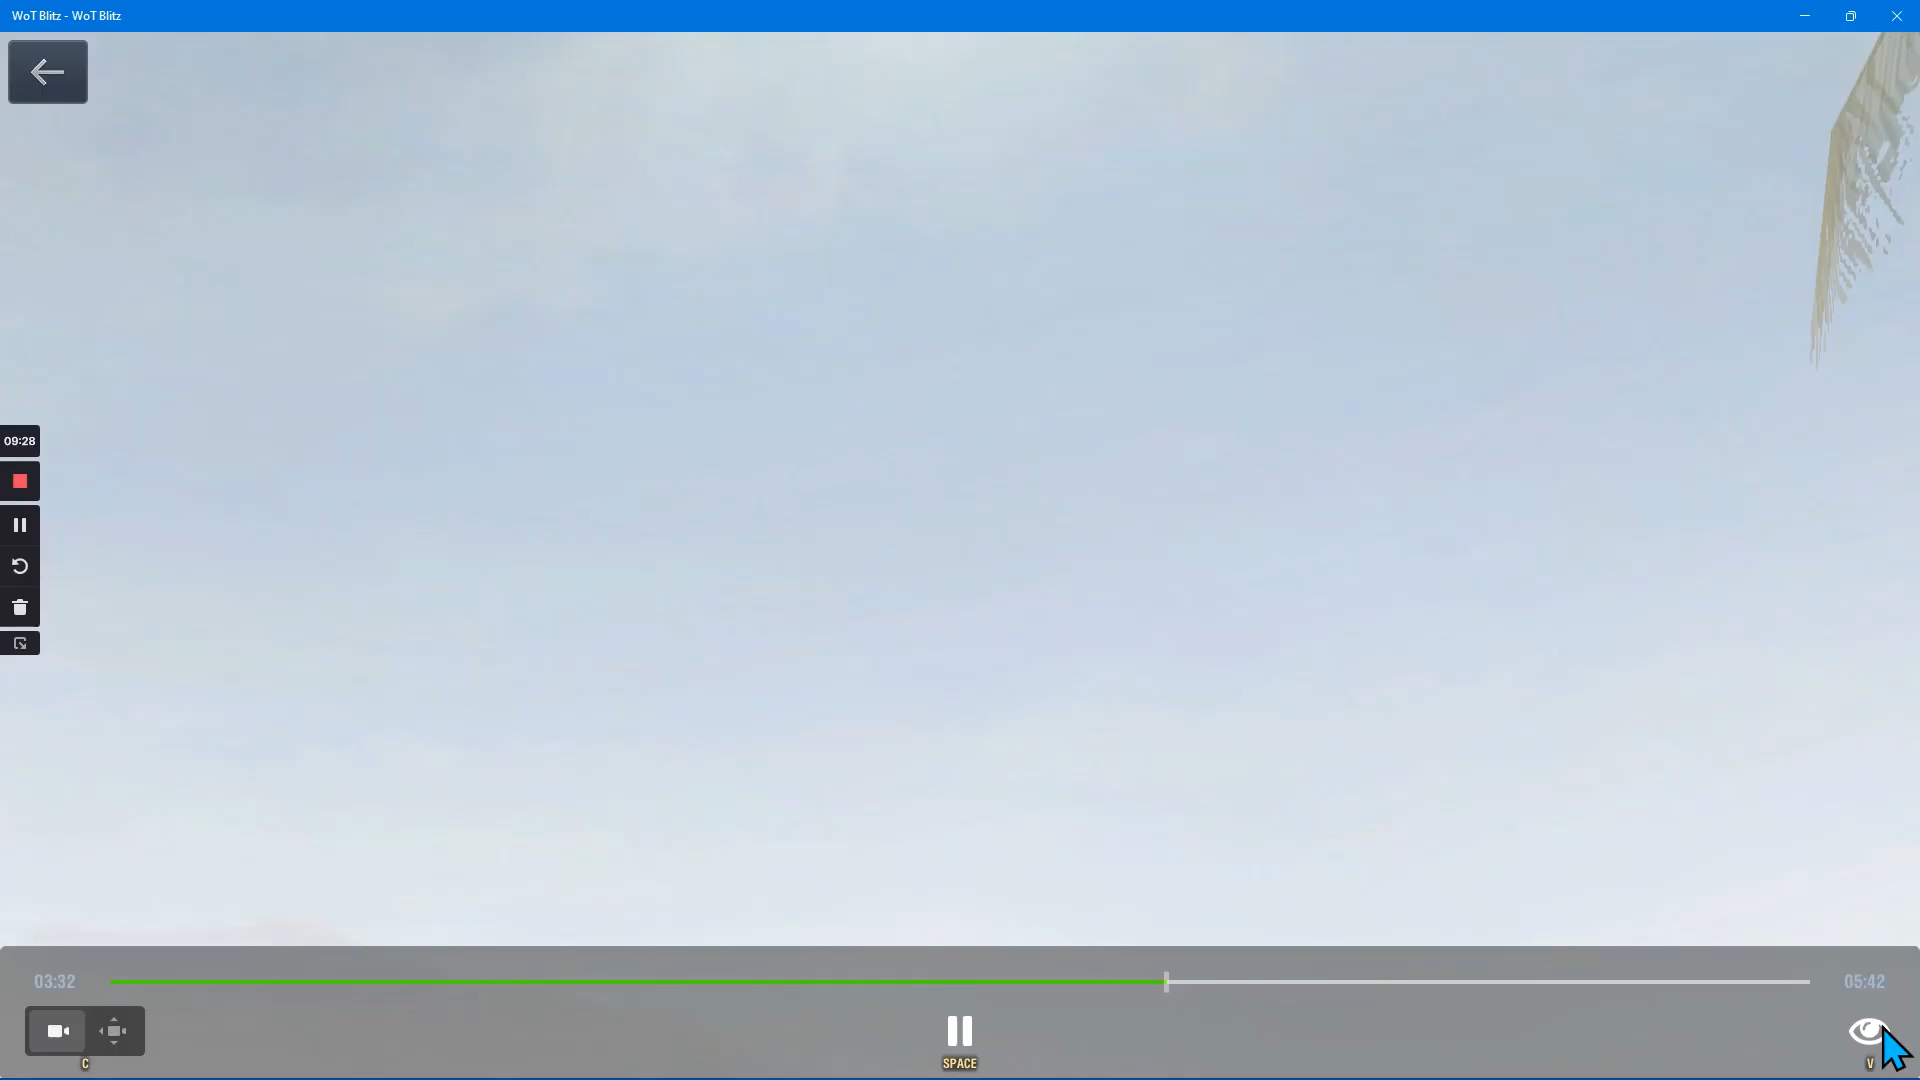 WoT Blitz - WoT Blitz
09:28
03:32
05:42
C
SPACE
V